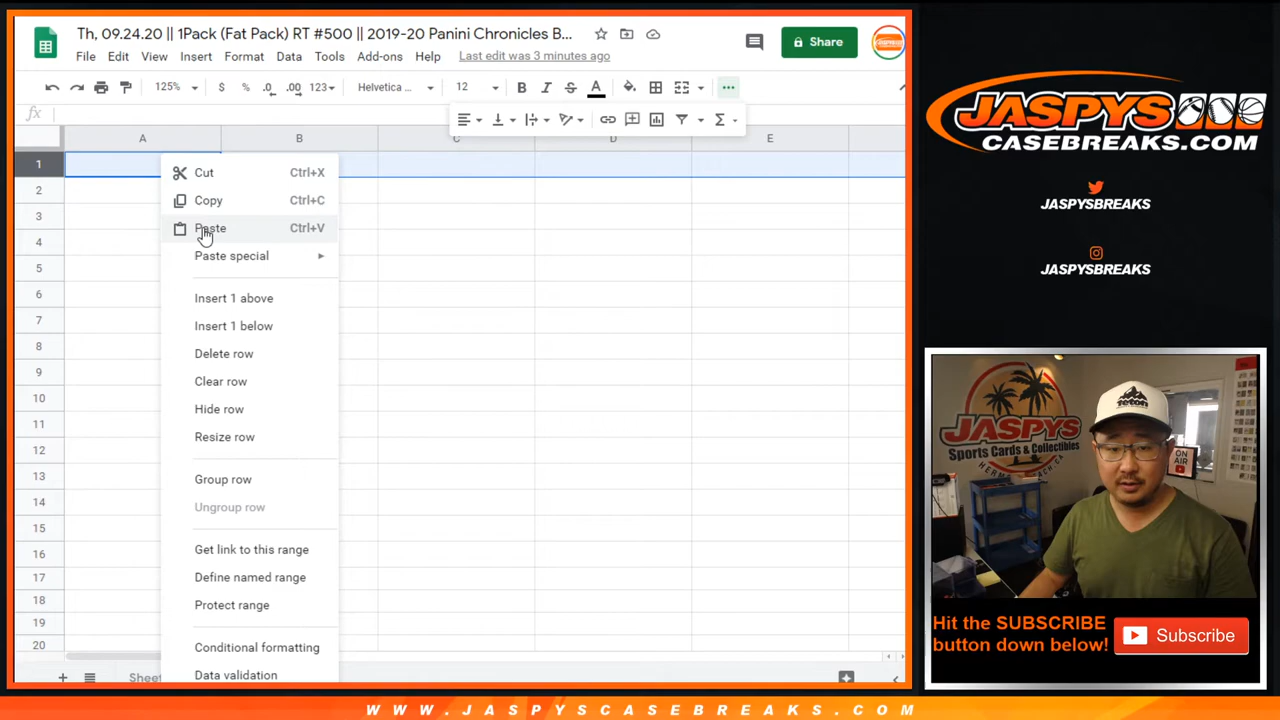 Th, 09.24.20 || 1Pack (Fat Pack) RT #500 || 2019-20 Panini Chronicles B...
File Edit View Insert Format Data Tools Add-ons Help Last edit was 3 minutes ago
Share
125% $ % .0 .00 123 Helvetica ... 12 B I S A
fx
A B C D E
1
2
3
4
5
6
7
8
9
10
11
12
13
14
15
16
17
18
19
20
Cut Ctrl+X
Copy Ctrl+C
Paste Ctrl+V
Paste special
Insert 1 above
Insert 1 below
Delete row
Clear row
Hide row
Resize row
Group row
Ungroup row
Get link to this range
Define named range
Protect range
Conditional formatting
Data validation
Sheet
JASPYS
CASEBREAKS.COM
JASPYSBREAKS
JASPYSBREAKS
JASPYS
Sports Cards & Collectibles
ON AIR
Hit the SUBSCRIBE
button down below!
Subscribe
WWW.JASPYSCASEBREAKS.COM